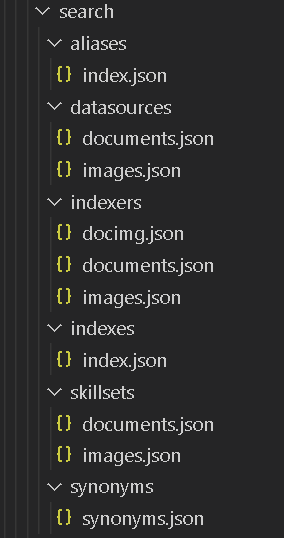 search
aliases
{} index.json
datasources
{} documents.json
{} images.json
indexers
{} docimg.json
{} documents.json
{} images.json
indexes
{} index.json
skillsets
{} documents.json
{} images.json
synonyms
{} synonyms.json